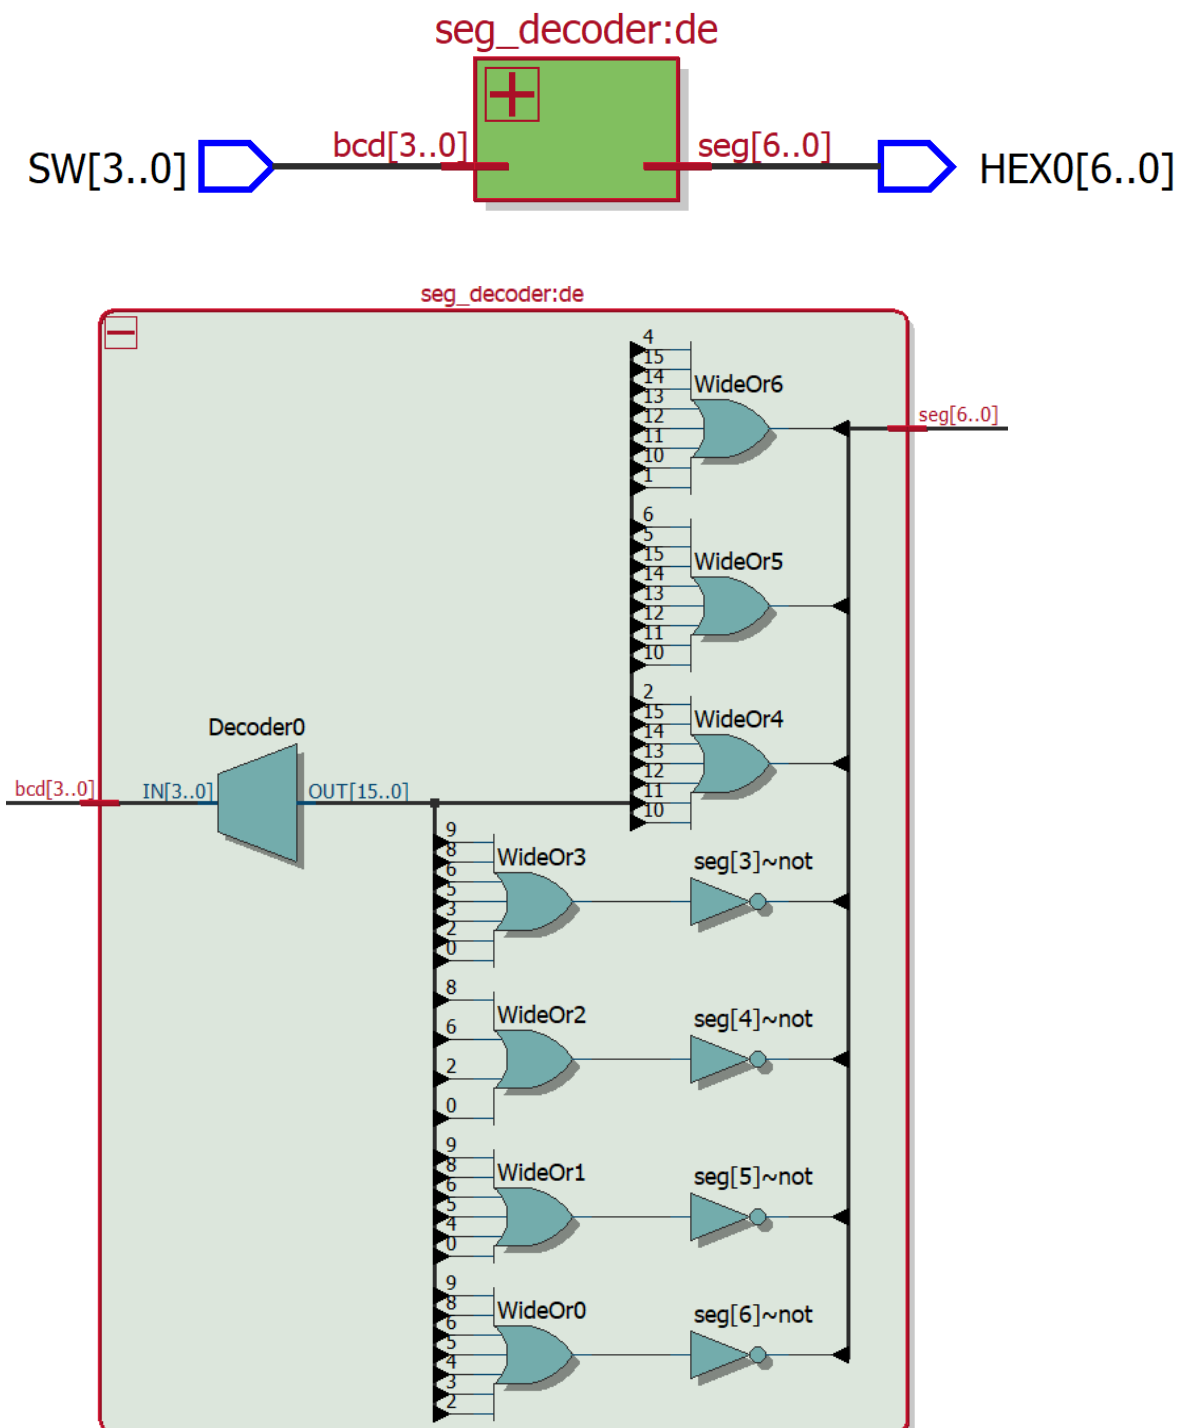 seg_decoder:de
SW[3..0]
bcd[3..0]
seg[6..0]
HEX0[6..0]
seg_decoder:de
4
15
14
13
12
11
10
1
WideOr6
seg[6..0]
6
5
15
14
13
12
11
10
WideOr5
2
15
14
13
12
11
10
WideOr4
Decoder0
bcd[3..0]
IN[3..0]
OUT[15..0]
9
8
6
5
3
2
0
WideOr3
seg[3]~not
8
6
2
0
WideOr2
seg[4]~not
9
8
6
5
4
0
WideOr1
seg[5]~not
9
8
6
5
4
3
2
WideOr0
seg[6]~not